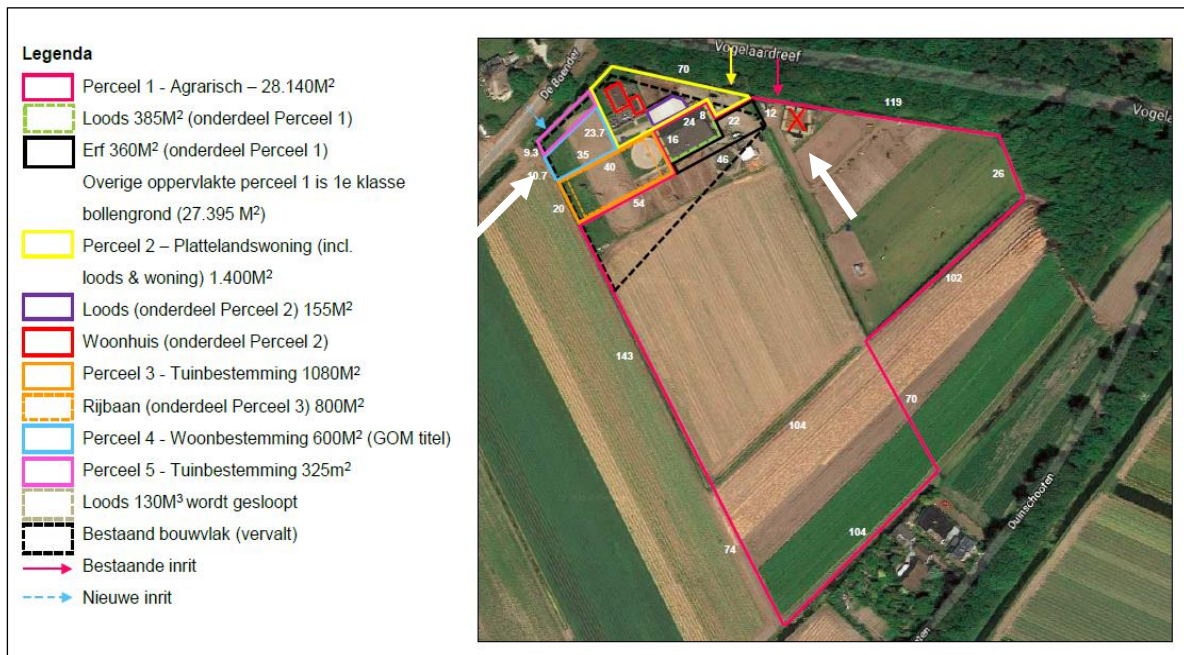 Legenda
Perceel 1 - Agrarisch – 28.140M²
Loods 385M² (onderdeel Perceel 1)
Erf 360M² (onderdeel Perceel 1)
Overige oppervlakte perceel 1 is 1e klasse
bollengrond (27.395 M²)
Perceel 2 – Plattelandswoning (incl.
loods & woning) 1.400M²
Loods (onderdeel Perceel 2) 155M²
Woonhuis (onderdeel Perceel 2)
Perceel 3 - Tuinbestemming 1080M²
Rijbaan (onderdeel Perceel 3) 800M²
Perceel 4 - Woonbestemming 600M² (GOM titel)
Perceel 5 - Tuinbestemming 325m²
Loods 130M³ wordt gesloopt
Bestaand bouwvlak (vervalt)
Bestaande inrit
Nieuwe inrit
Vogelaardreef
De Baender
70
119
Vogela
12
8
24
22
23.7
16
9.3
35
40
46
10.7
26
20
54
102
143
70
104
74
104
Duinschooten
oten